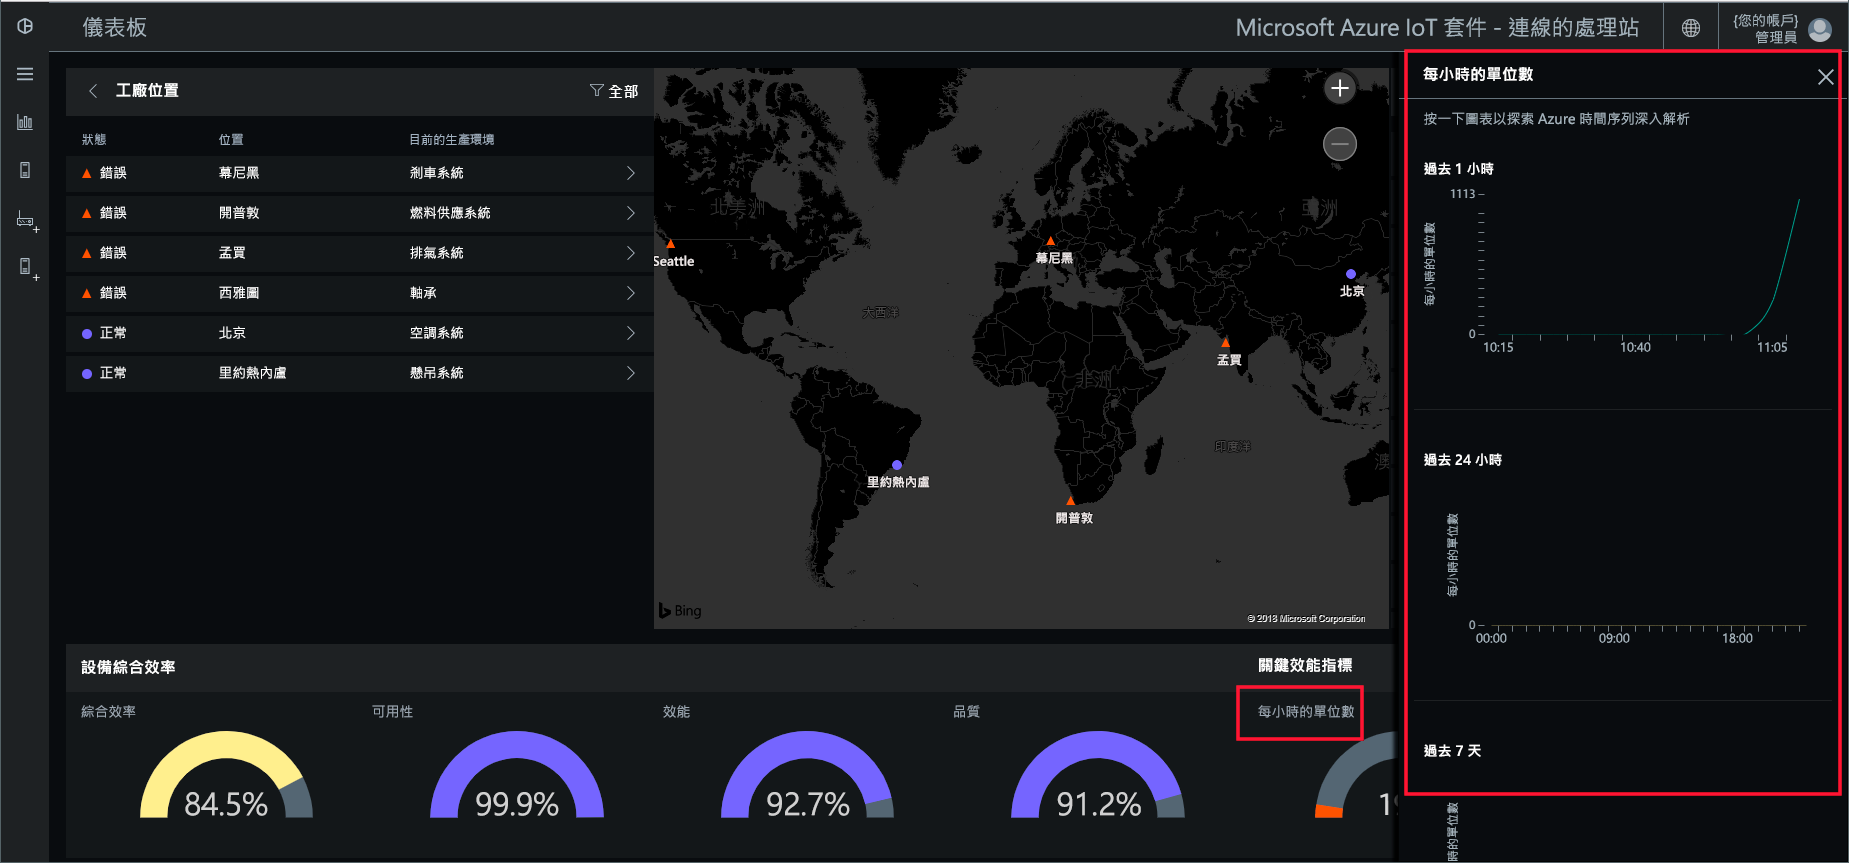 儀表板
Microsoft Azure IoT 套件 - 連線的處理站
{您的帳戶}
管理員
工廠位置
全部
狀態 位置 目前的生產環境
錯誤 慕尼黑 剎車系統
錯誤 開普敦 燃料供應系統
錯誤 孟買 排氣系統
錯誤 西雅圖 軸承
正常 北京 空調系統
正常 里約熱內盧 懸吊系統
北美洲
亞洲
Seattle
慕尼黑
北京
大西洋
孟買
非洲
印度洋
澳
里約熱內盧
開普敦
Bing
© 2018 Microsoft Corporation
設備綜合效率
關鍵效能指標
綜合效率
84.5%
可用性
99.9%
效能
92.7%
品質
91.2%
每小時的單位數
每小時的單位數
按一下圖表以探索 Azure 時間序列深入解析
過去 1 小時
每小時的單位數
1113
0
10:15 10:40 11:05
過去 24 小時
每小時的單位數
0
00:00 09:00 18:00
過去 7 天
時的單位數